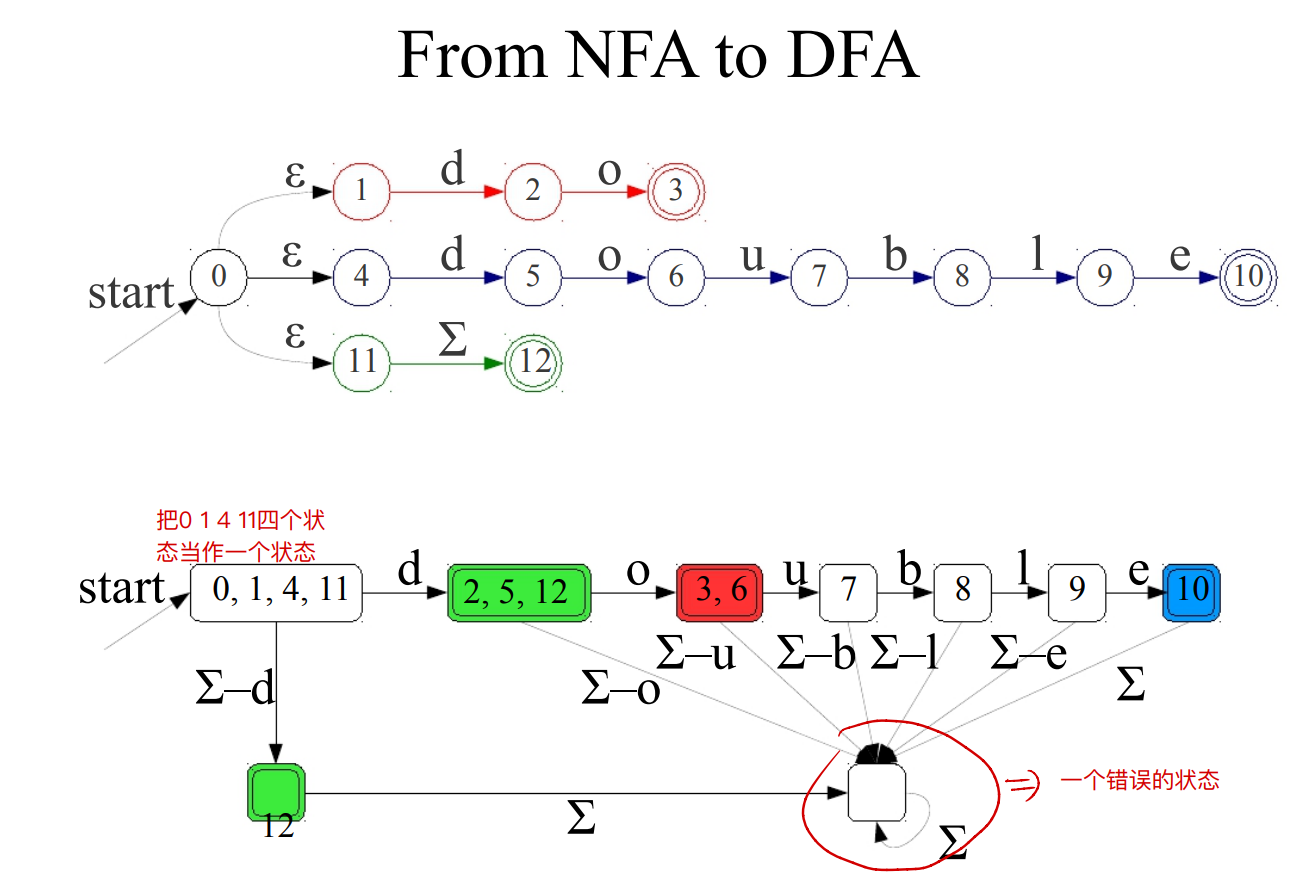 From NFA to DFA
ε d o
1 2 3
ε d o u b l e
start 0 4 5 6 7 8 9 10
ε Σ
11 12
把0 1 4 11四个状
态当作一个状态
d o u b l e
start 0, 1, 4, 11 2, 5, 12 3, 6 7 8 9 10
Σ–d Σ–o Σ–u Σ–b Σ–l Σ–e Σ
⇒ 一个错误的状态
12 Σ Σ